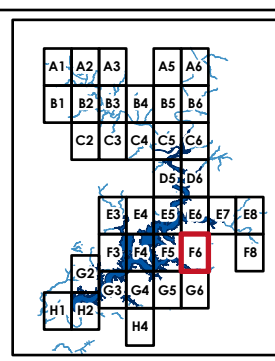 A1 A2 A3 A5 A6
B1 B2 B3 B4 B5 B6
C2 C3 C4 C5 C6
D5 D6
E3 E4 E5 E6 E7 E8
F3 F4 F5 F6 F8
G2 G3 G4 G5 G6
H1 H2 H4